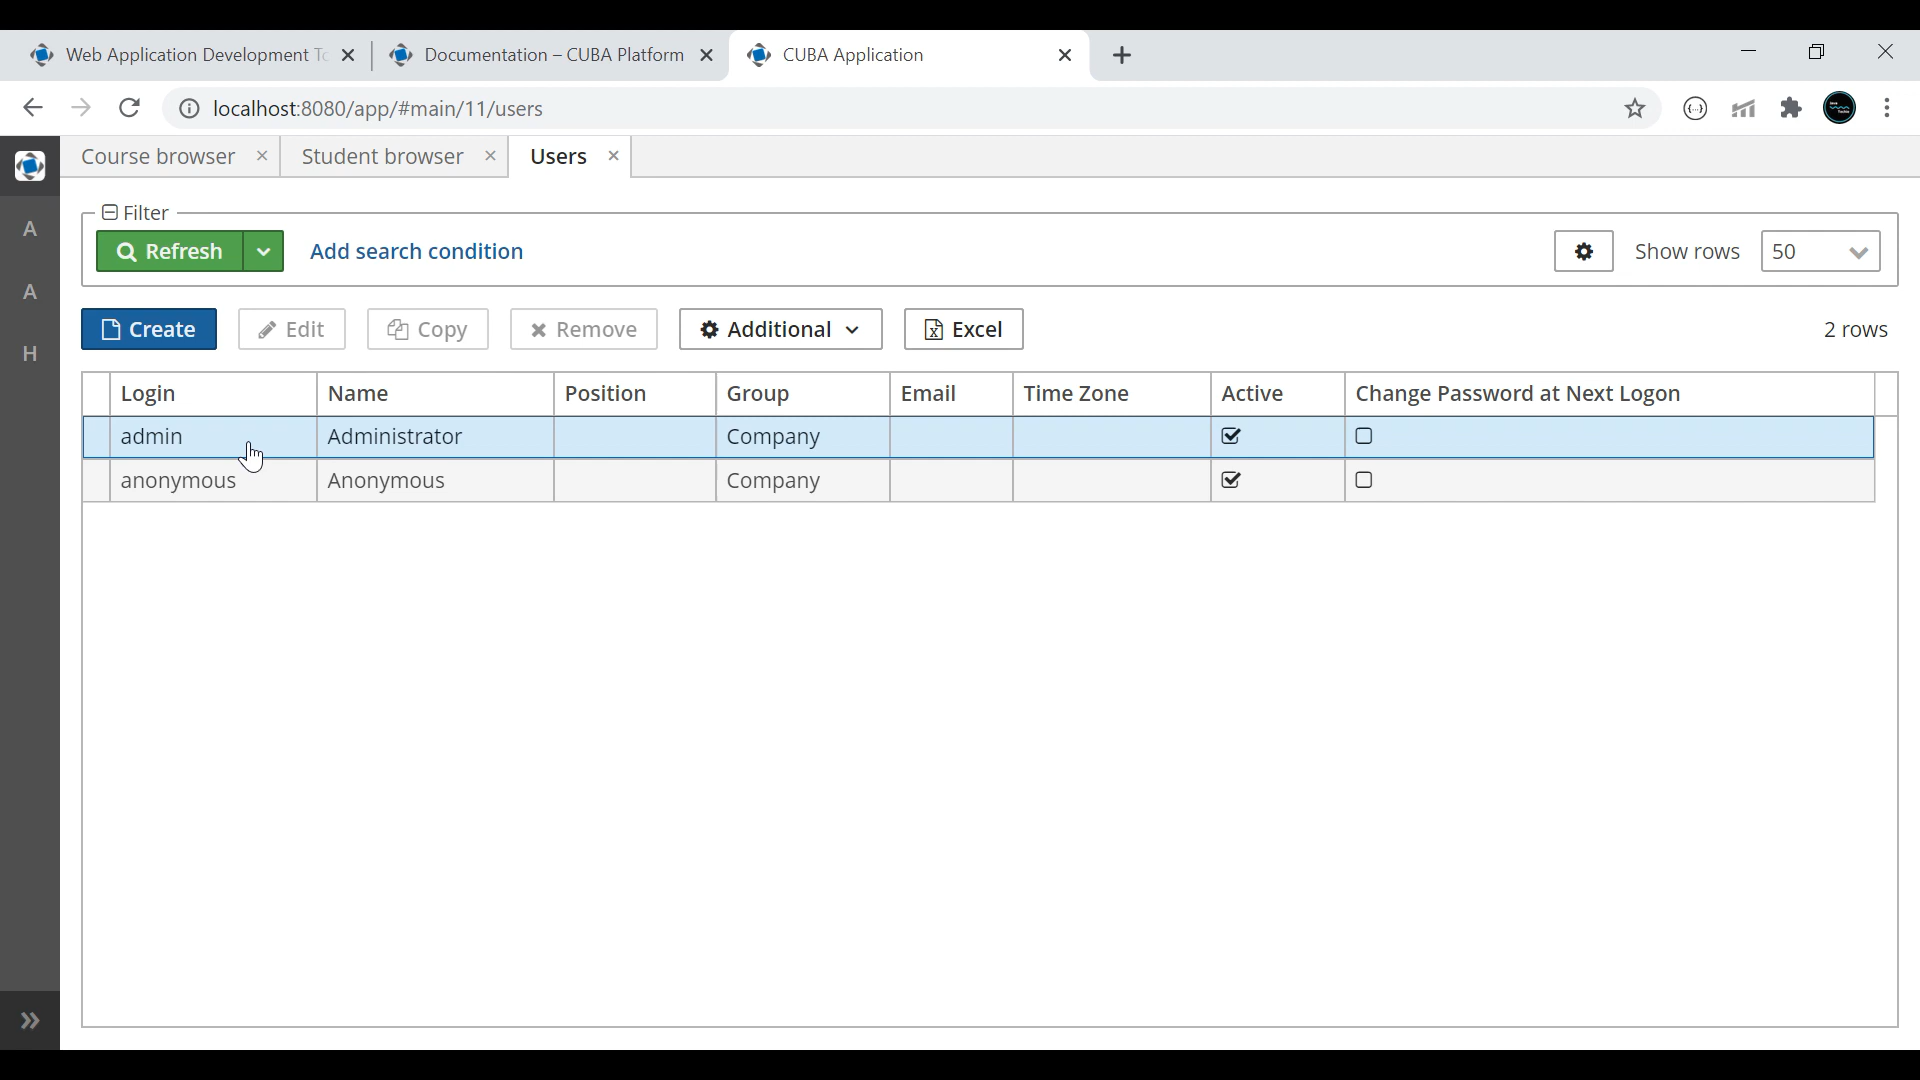 Web Application Development To
Documentation – CUBA Platform
CUBA Application
localhost:8080/app/#main/11/users
Course browser
Student browser
Users
Filter
Refresh
Add search condition
Show rows
50
Create
Edit
Copy
Remove
Additional
Excel
2 rows
Login Name Position Group Email Time Zone Active Change Password at Next Logon
admin Administrator Company
anonymous Anonymous Company
A
A
H